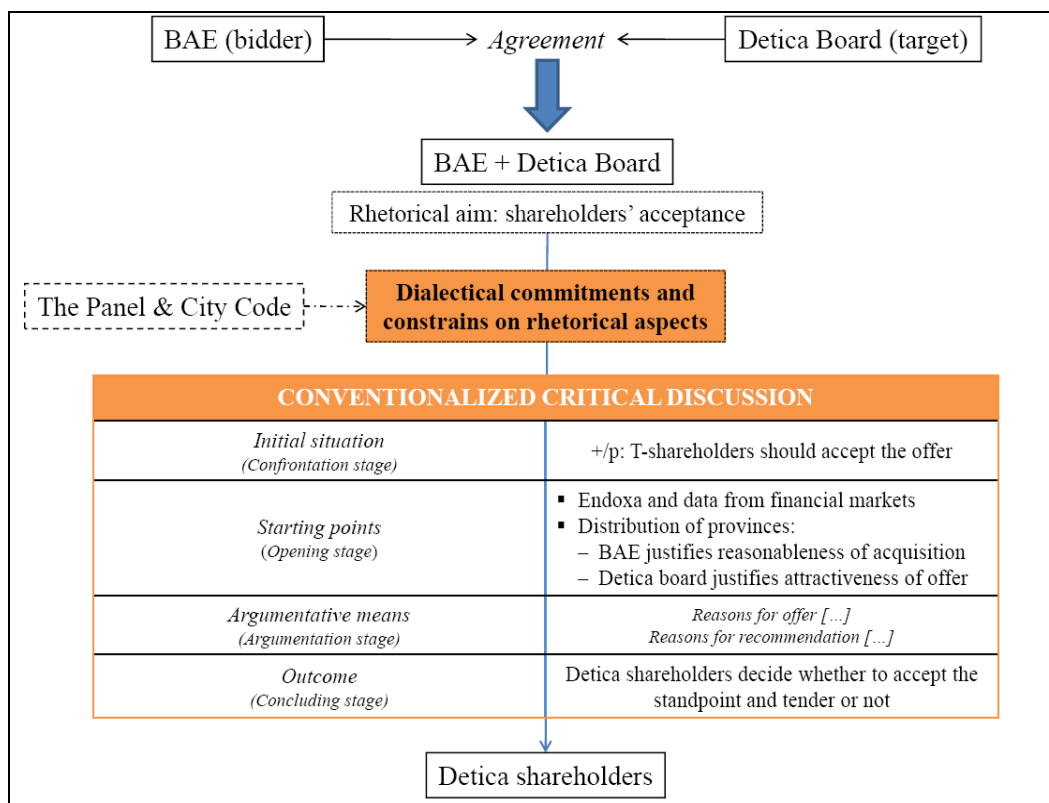 BAE (bidder)
Agreement
Detica Board (target)
BAE + Detica Board
Rhetorical aim: shareholders’ acceptance
The Panel & City Code
Dialectical commitments and
constrains on rhetorical aspects
CONVENTIONALIZED CRITICAL DISCUSSION
Initial situation
(Confrontation stage)
+/p: T-shareholders should accept the offer
Starting points
(Opening stage)
▪ Endoxa and data from financial markets
▪ Distribution of provinces:
– BAE justifies reasonableness of acquisition
– Detica board justifies attractiveness of offer
Argumentative means
(Argumentation stage)
Reasons for offer […]
Reasons for recommendation […]
Outcome
(Concluding stage)
Detica shareholders decide whether to accept the
standpoint and tender or not
Detica shareholders